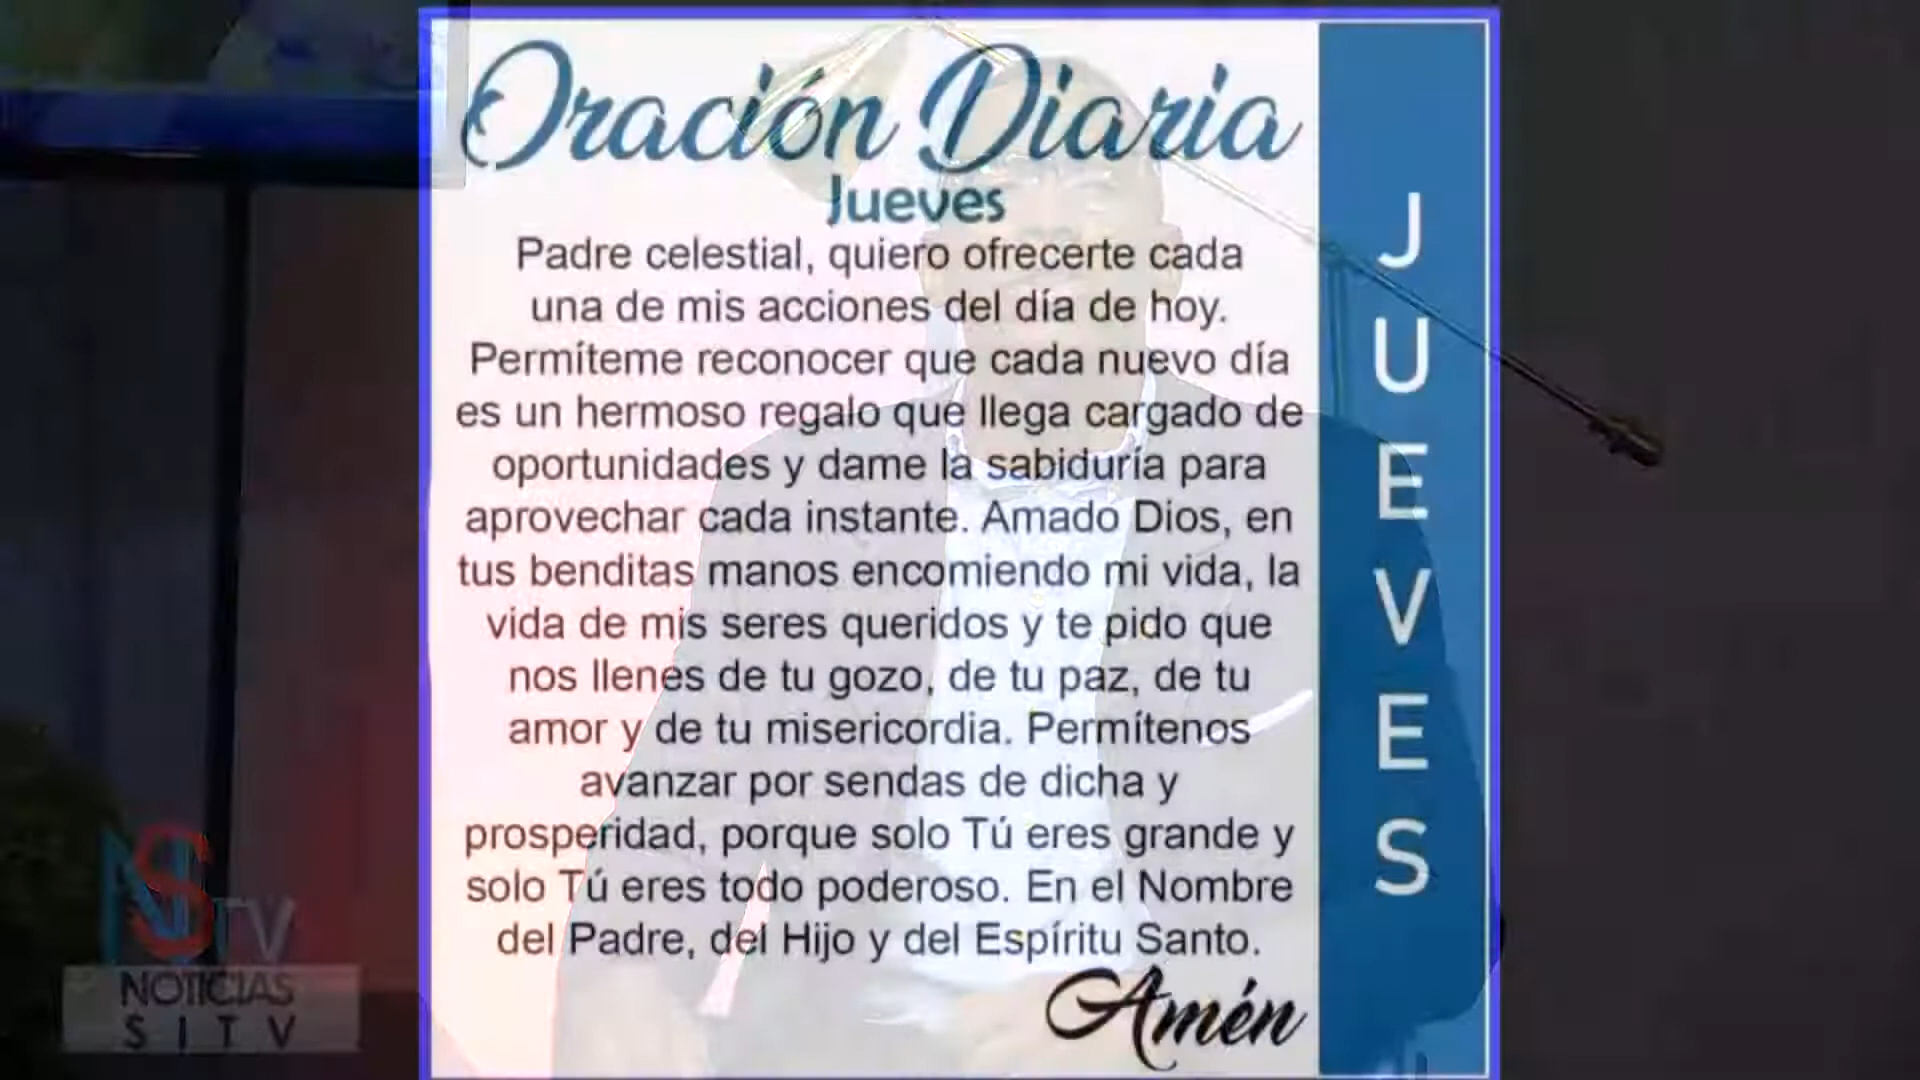 Oración Diaria
Jueves
Padre celestial, quiero ofrecerte cada
una de mis acciones del día de hoy.
Permíteme reconocer que cada nuevo día
es un hermoso regalo que llega cargado de
oportunidades y dame la sabiduría para
aprovechar cada instante. Amado Dios, en
tus benditas manos encomiendo mi vida, la
vida de mis seres queridos y te pido que
nos llenes de tu gozo, de tu paz, de tu
amor y de tu misericordia. Permítenos
avanzar por sendas de dicha y
prosperidad, porque solo Tú eres grande y
solo Tú eres todo poderoso. En el Nombre
del Padre, del Hijo y del Espíritu Santo.
Amén
JUEVES
NSITV
NOTICIAS
SITV